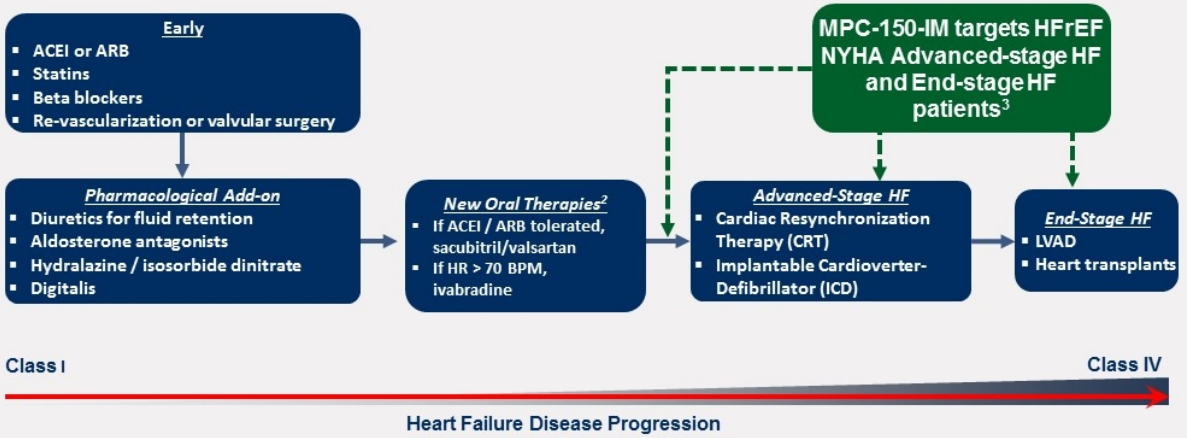 Early
▪ ACEI or ARB
▪ Statins
▪ Beta blockers
▪ Re-vascularization or valvular surgery
MPC-150-IM targets HFrEF
NYHA Advanced-stage HF
and End-stage HF
patients3
Pharmacological Add-on
▪ Diuretics for fluid retention
▪ Aldosterone antagonists
▪ Hydralazine / isosorbide dinitrate
▪ Digitalis
New Oral Therapies2
▪ If ACEI / ARB tolerated,
sacubitril/valsartan
▪ If HR > 70 BPM,
ivabradine
Advanced-Stage HF
▪ Cardiac Resynchronization
Therapy (CRT)
▪ Implantable Cardioverter-
Defibrillator (ICD)
End-Stage HF
▪ LVAD
▪ Heart transplants
Class I
Class IV
Heart Failure Disease Progression